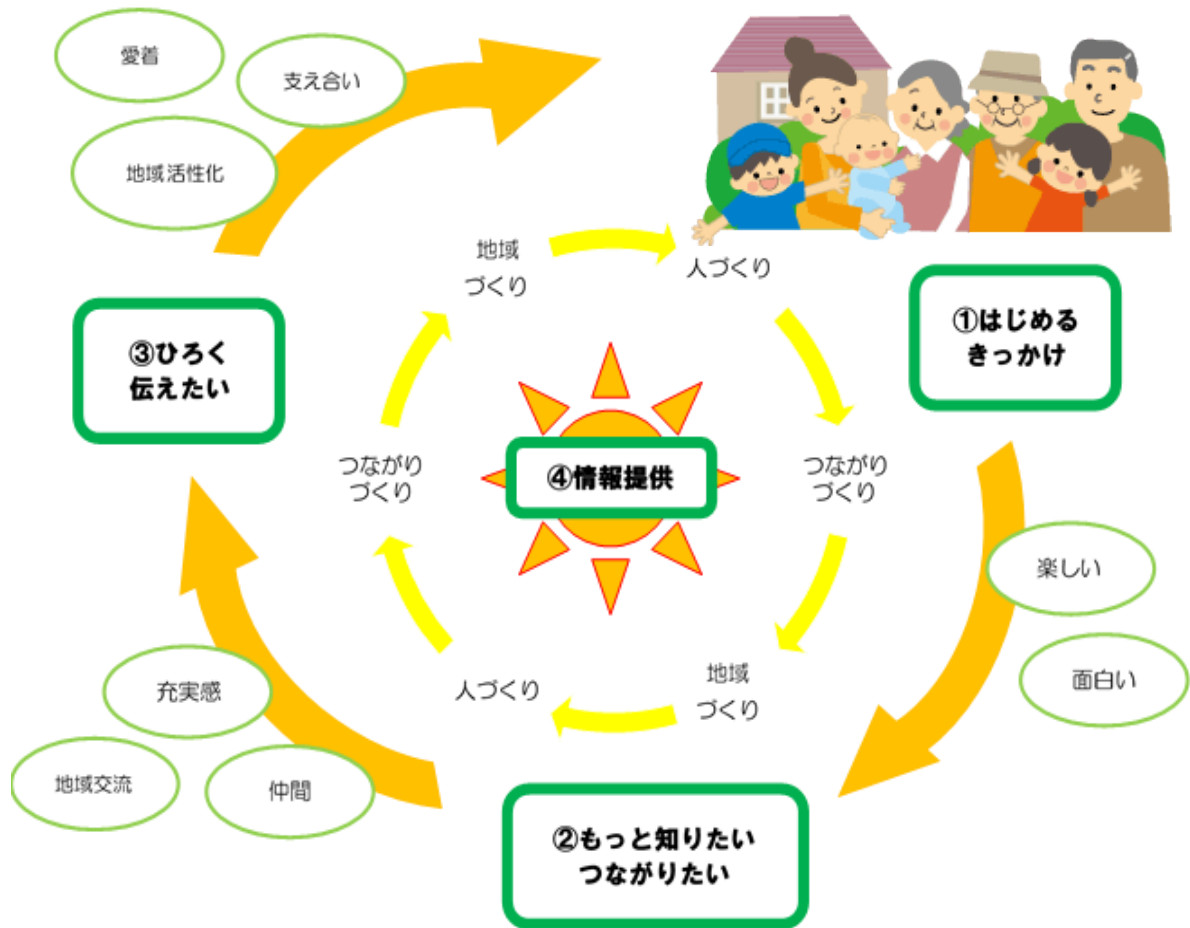 愛着
支え合い
地域活性化
地域
づくり
人づくり
①はじめる
きっかけ
③ひろく
伝えたい
つながり
づくり
④情報提供
つながり
づくり
楽しい
面白い
地域
づくり
人づくり
充実感
地域交流
仲間
②もっと知りたい
つながりたい